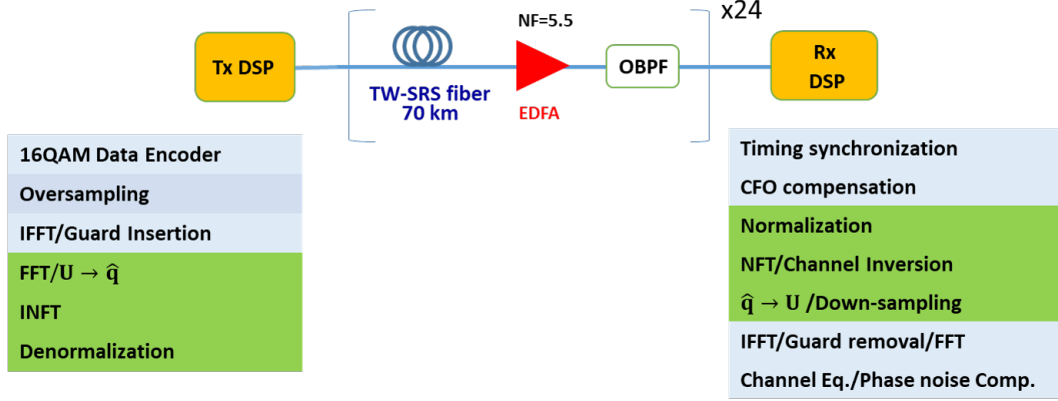 NF=5.5
x24
Tx DSP
OBPF
Rx
DSP
TW-SRS fiber
70 km
EDFA
16QAM Data Encoder
Oversampling
IFFT/Guard Insertion
FFT/U → q̂
INFT
Denormalization
Timing synchronization
CFO compensation
Normalization
NFT/Channel Inversion
q̂ → U /Down-sampling
IFFT/Guard removal/FFT
Channel Eq./Phase noise Comp.